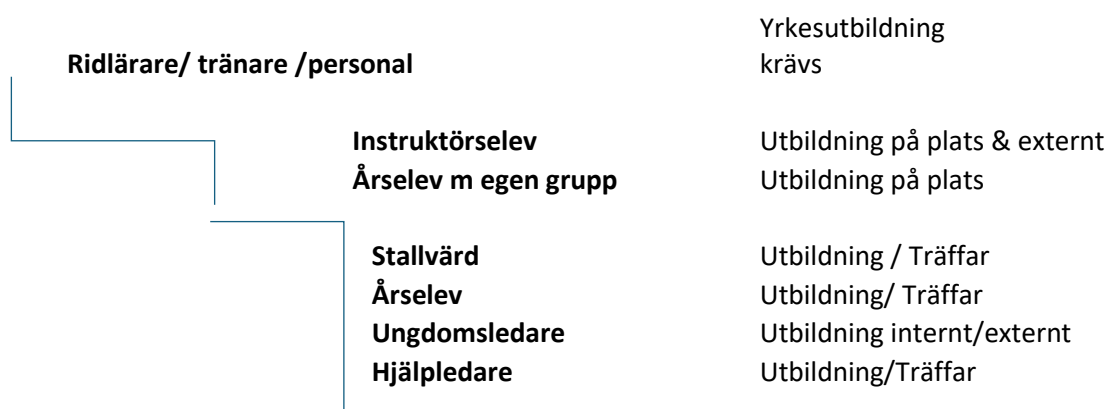 Yrkesutbildning
Ridlärare/ tränare /personal krävs
Instruktörselev Utbildning på plats & externt
Årselev m egen grupp Utbildning på plats
Stallvärd Utbildning / Träffar
Årselev Utbildning/ Träffar
Ungdomsledare Utbildning internt/externt
Hjälpledare Utbildning/Träffar